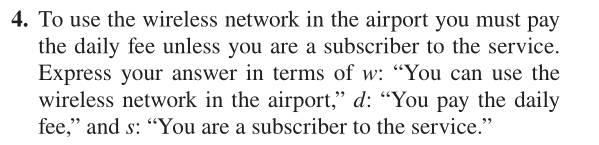 4. To use the wireless network in the airport you must pay
the daily fee unless you are a subscriber to the service.
Express your answer in terms of w: “You can use the
wireless network in the airport,” d: “You pay the daily
fee,” and s: “You are a subscriber to the service.”